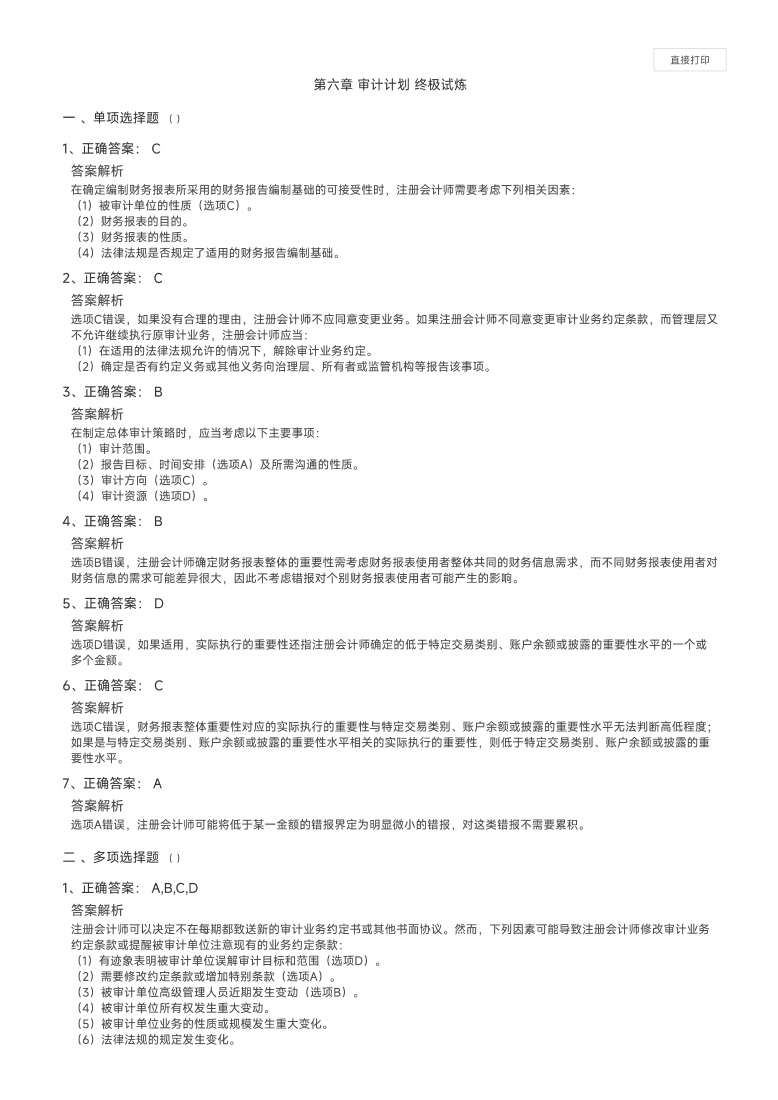 直接打印
第六章 审计计划 终极试炼
一 、单项选择题 （ ）
1、正确答案： C
答案解析
在确定编制财务报表所采用的财务报告编制基础的可接受性时，注册会计师需要考虑下列相关因素：
（1）被审计单位的性质（选项C）。
（2）财务报表的目的。
（3）财务报表的性质。
（4）法律法规是否规定了适用的财务报告编制基础。
2、正确答案： C
答案解析
选项C错误，如果没有合理的理由，注册会计师不应同意变更业务。如果注册会计师不同意变更审计业务约定条款，而管理层又
不允许继续执行原审计业务，注册会计师应当：
（1）在适用的法律法规允许的情况下，解除审计业务约定。
（2）确定是否有约定义务或其他义务向治理层、所有者或监管机构等报告该事项。
3、正确答案： B
答案解析
在制定总体审计策略时，应当考虑以下主要事项：
（1）审计范围。
（2）报告目标、时间安排（选项A）及所需沟通的性质。
（3）审计方向（选项C）。
（4）审计资源（选项D）。
4、正确答案： B
答案解析
选项B错误，注册会计师确定财务报表整体的重要性需考虑财务报表使用者整体共同的财务信息需求，而不同财务报表使用者对
财务信息的需求可能差异很大，因此不考虑错报对个别财务报表使用者可能产生的影响。
5、正确答案： D
答案解析
选项D错误，如果适用，实际执行的重要性还指注册会计师确定的低于特定交易类别、账户余额或披露的重要性水平的一个或
多个金额。
6、正确答案： C
答案解析
选项C错误，财务报表整体重要性对应的实际执行的重要性与特定交易类别、账户余额或披露的重要性水平无法判断高低程度；
如果是与特定交易类别、账户余额或披露的重要性水平相关的实际执行的重要性，则低于特定交易类别、账户余额或披露的重
要性水平。
7、正确答案： A
答案解析
选项A错误，注册会计师可能将低于某一金额的错报界定为明显微小的错报，对这类错报不需要累积。
二 、多项选择题 （ ）
1、正确答案： A,B,C,D
答案解析
注册会计师可以决定不在每期都致送新的审计业务约定书或其他书面协议。然而，下列因素可能导致注册会计师修改审计业务
约定条款或提醒被审计单位注意现有的业务约定条款：
（1）有迹象表明被审计单位误解审计目标和范围（选项D）。
（2）需要修改约定条款或增加特别条款（选项A）。
（3）被审计单位高级管理人员近期发生变动（选项B）。
（4）被审计单位所有权发生重大变动。
（5）被审计单位业务的性质或规模发生重大变化。
（6）法律法规的规定发生变化。